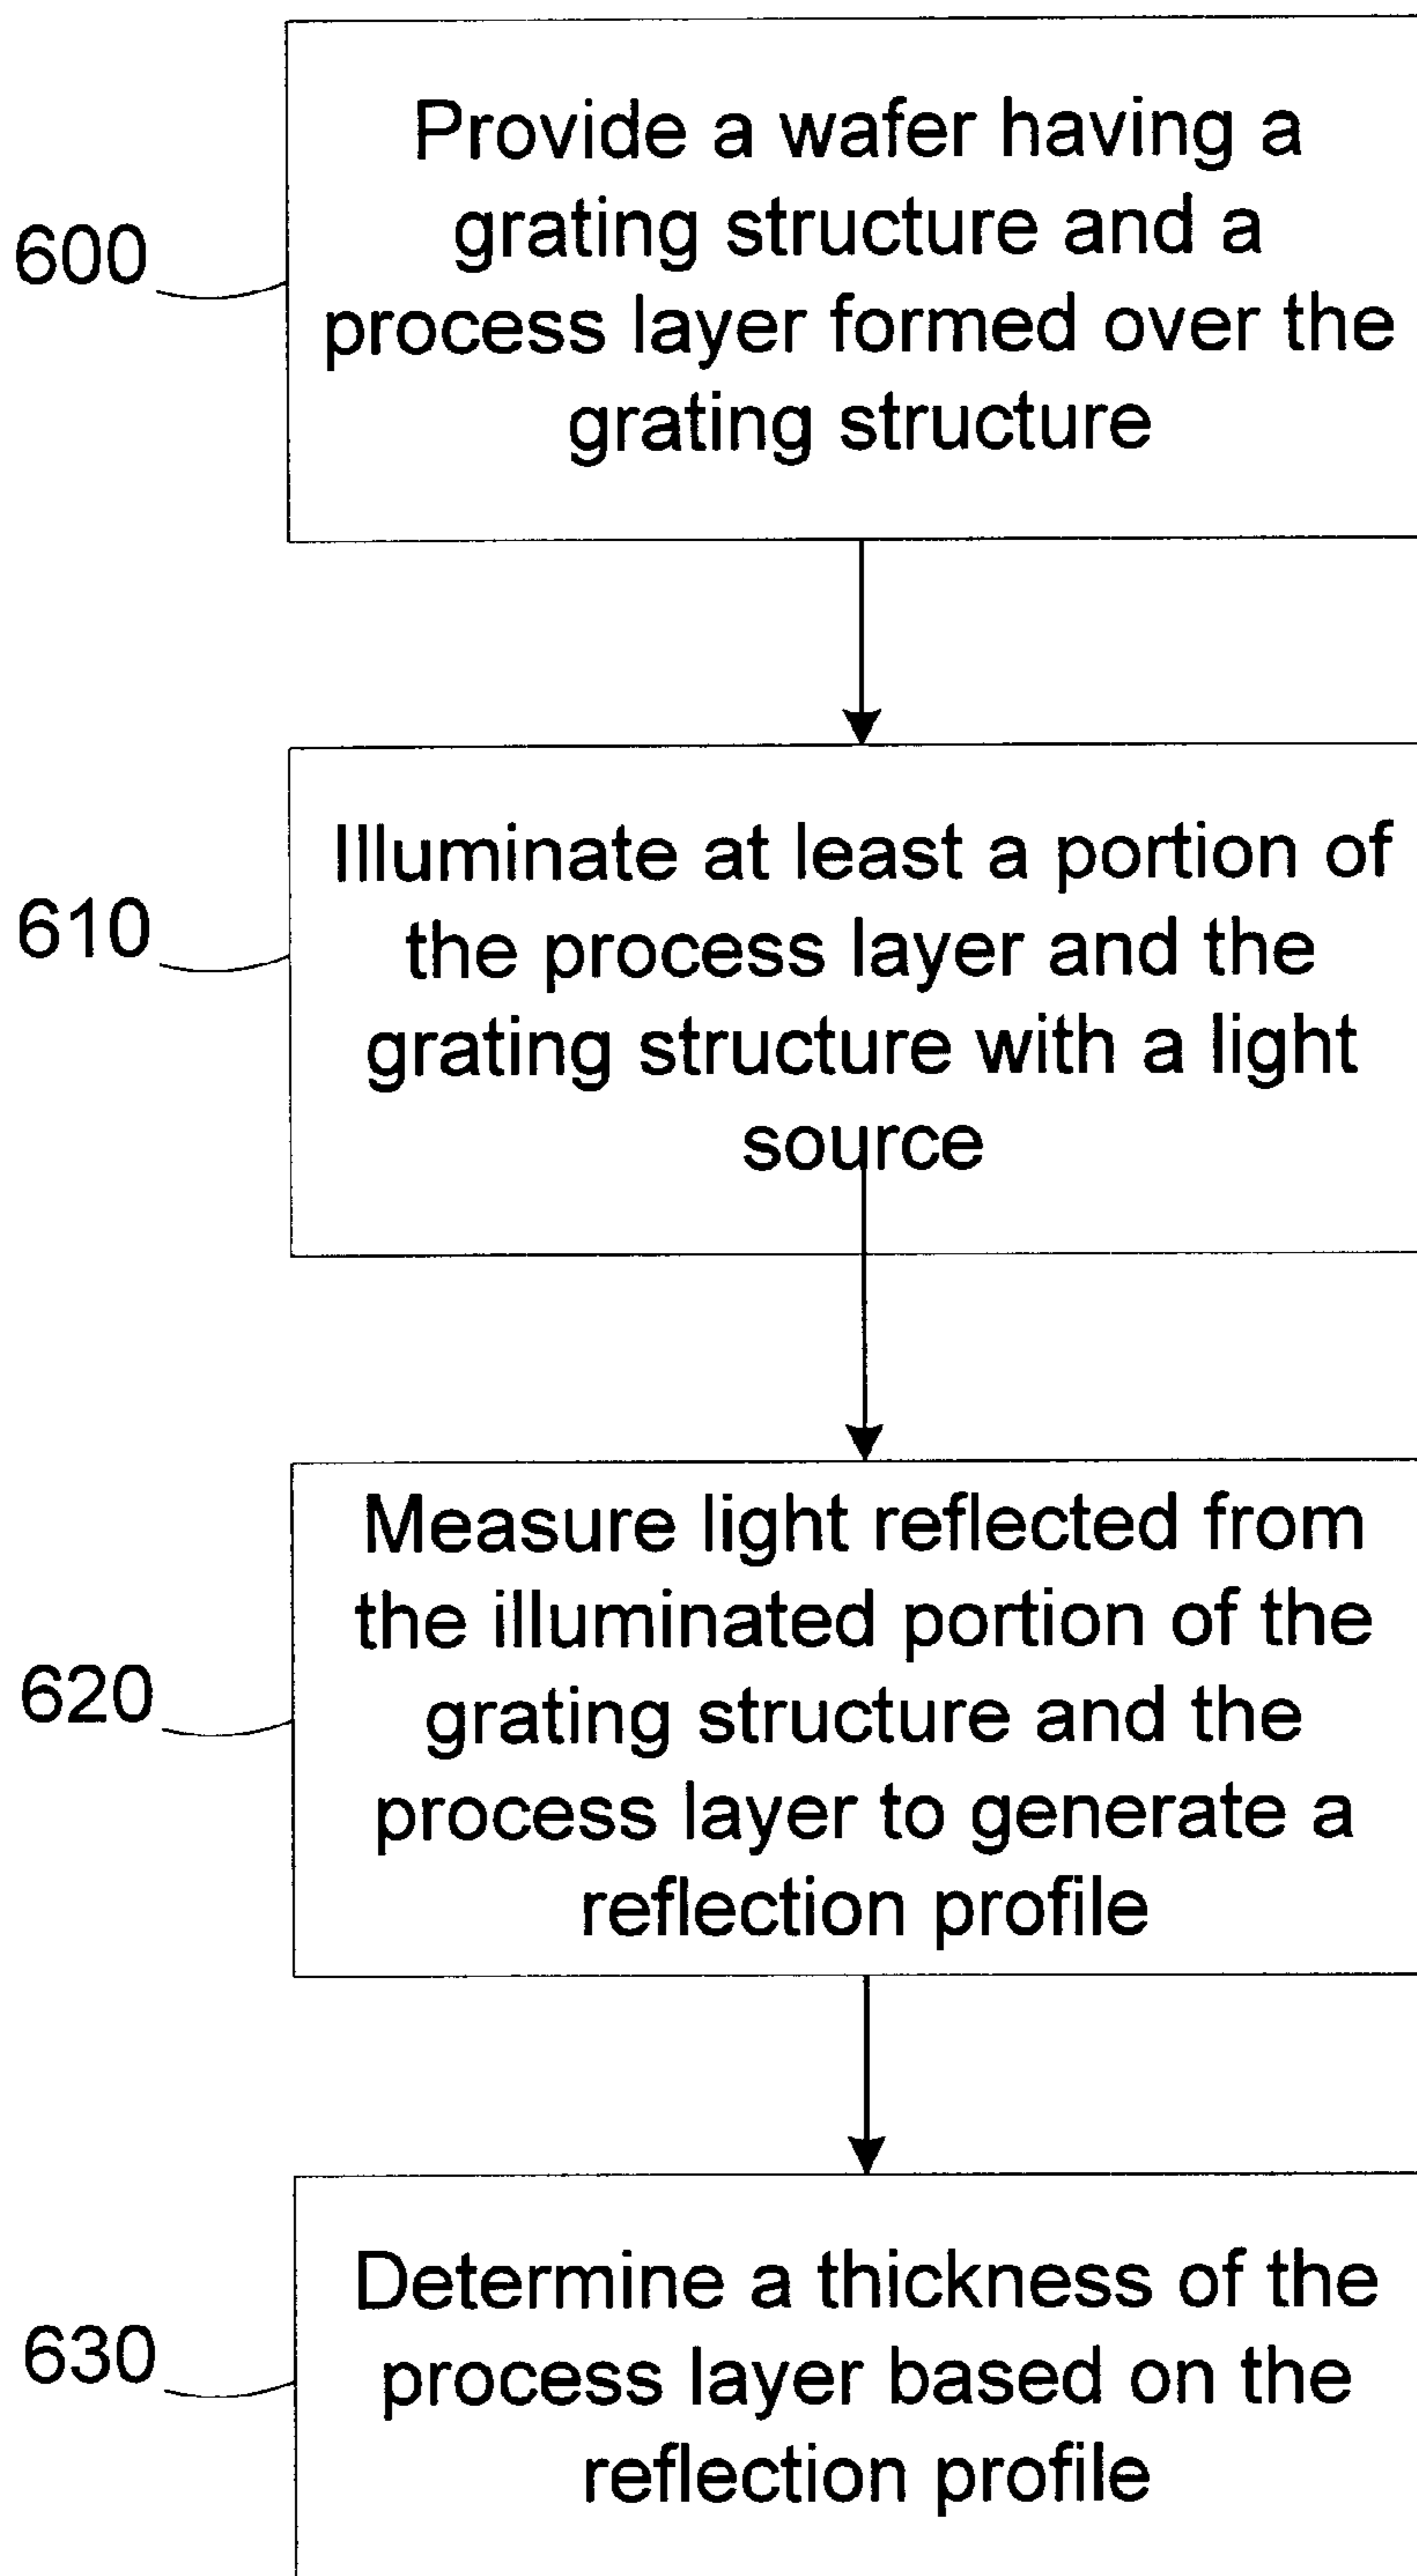 Provide a wafer having a
grating structure and a
process layer formed over the
grating structure
600
Illuminate at least a portion of
the process layer and the
grating structure with a light
source
610
Measure light reflected from
the illuminated portion of the
grating structure and the
process layer to generate a
reflection profile
620
Determine a thickness of the
process layer based on the
reflection profile
630